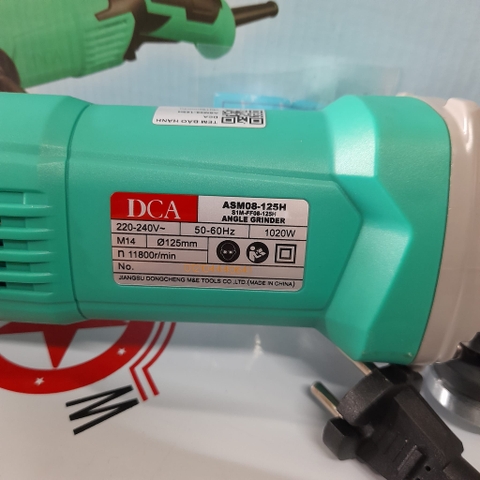 TEM BẢO HÀNH
DCA
DCA
ASM08-125H
S1M-FF08-125H
ANGLE GRINDER
220-240V~ 50-60Hz 1020W
M14 Ø125mm
n 11800r/min
No.
JIANGSU DONGCHENG M&E TOOLS CO.,LTD.(MADE IN CHINA)
M